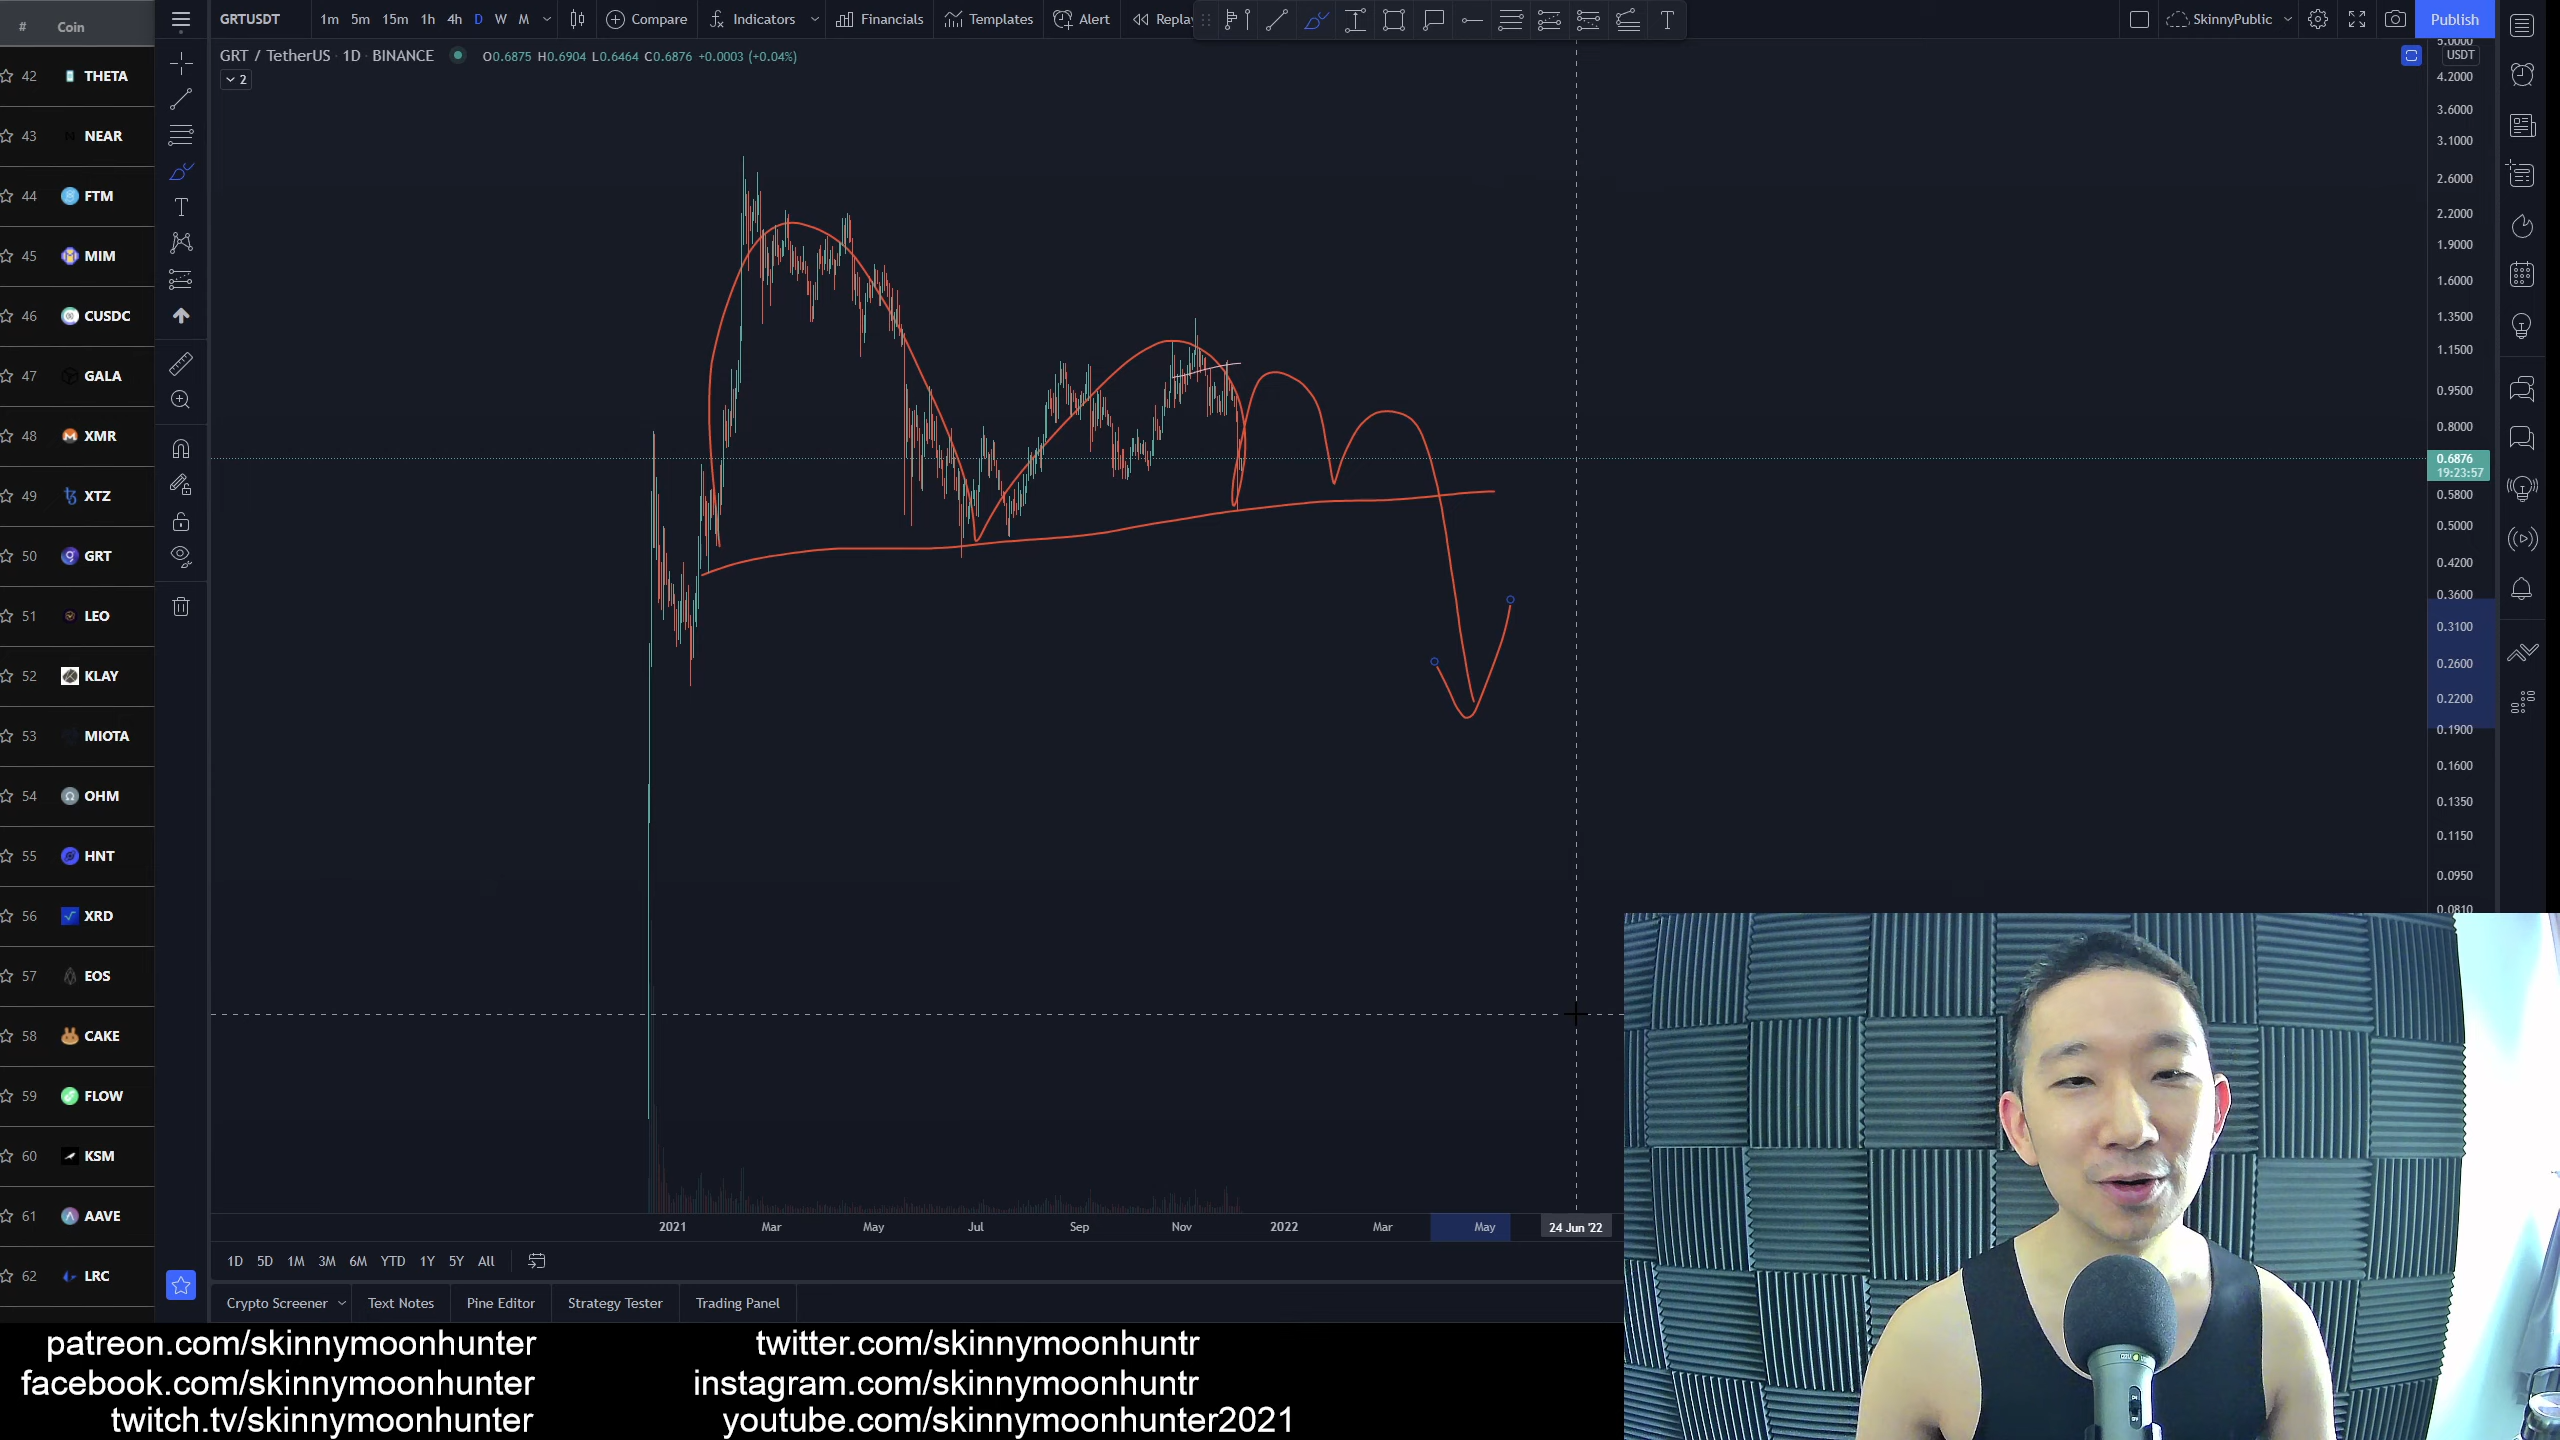 # Coin
42 THETA
43 NEAR
44 FTM
45 MIM
46 CUSDC
47 GALA
48 XMR
49 XTZ
50 GRT
51 LEO
52 KLAY
53 MIOTA
54 OHM
55 HNT
56 XRD
57 EOS
58 CAKE
59 FLOW
60 KSM
61 AAVE
62 LRC
GRTUSDT 1m 5m 15m 1h 4h D W M Compare Indicators Financials Templates Alert Replay T SkinnyPublic Publish
GRT / TetherUS · 1D · BINANCE O0.6875 H0.6904 L0.6464 C0.6876 +0.0003 (+0.04%)
2
5.0000
USDT
4.2000
3.6000
3.1000
2.6000
2.2000
1.9000
1.6000
1.3500
1.1500
0.9500
0.8000
0.6876
19:23:57
0.5800
0.5000
0.4200
0.3600
0.3100
0.2600
0.2200
0.1900
0.1600
0.1350
0.1150
0.0950
0.0810
2021 Mar May Jul Sep Nov 2022 Mar May 24 Jun '22
1D 5D 1M 3M 6M YTD 1Y 5Y All
Crypto Screener Text Notes Pine Editor Strategy Tester Trading Panel
patreon.com/skinnymoonhunter twitter.com/skinnymoonhuntr
facebook.com/skinnymoonhunter instagram.com/skinnymoonhuntr
twitch.tv/skinnymoonhunter youtube.com/skinnymoonhunter2021